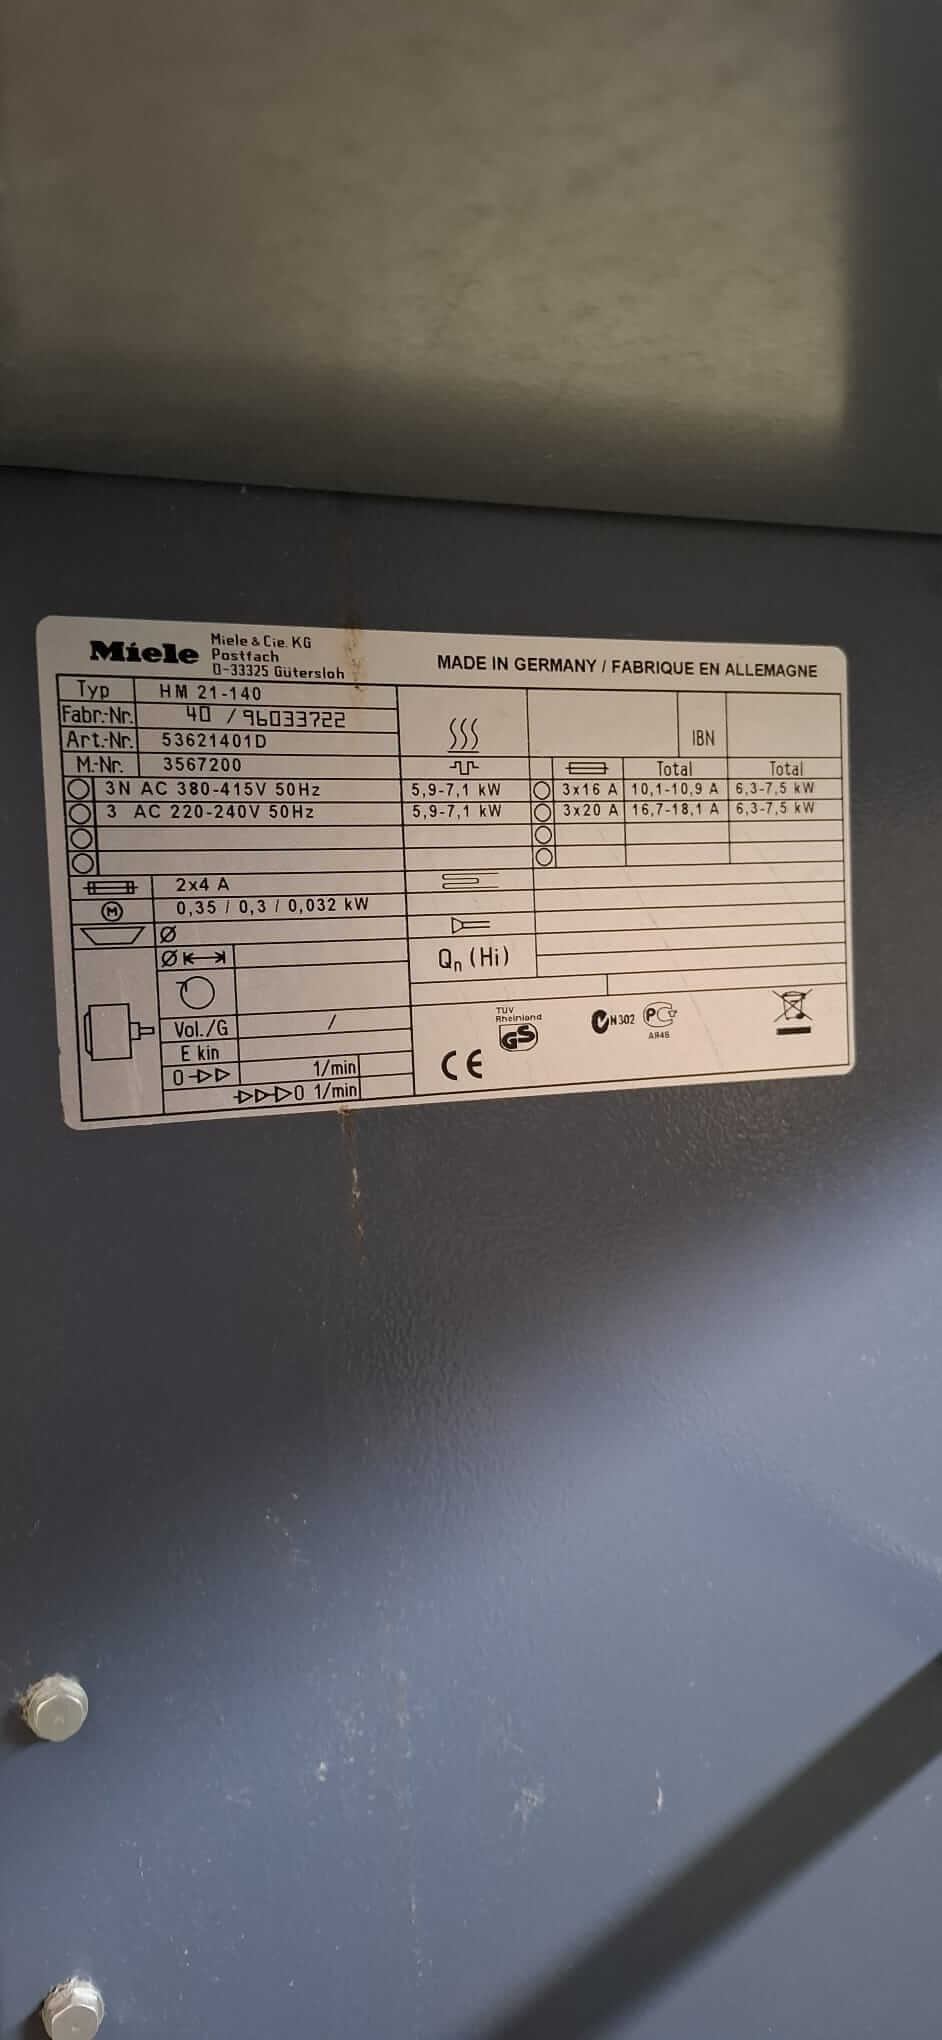 Miele
Miele & Cie. KG
Postfach
D-33325 Gütersloh
MADE IN GERMANY / FABRIQUE EN ALLEMAGNE
Typ HM 21-140
Fabr.-Nr. 40 / 96033722
Art.-Nr. 53621401D
IBN
M.-Nr. 3567200
Total Total
3N AC 380-415V 50Hz 5,9-7,1 kW 3x16 A 10,1-10,9 A 6,3-7,5 kW
3 AC 220-240V 50Hz 5,9-7,1 kW 3x20 A 16,7-18,1 A 6,3-7,5 kW
2x4 A
M 0,35 / 0,3 / 0,032 kW
Ø
Ø
Qn (Hi)
Vol./G /
E kin
0 1/min
0 1/min
TÜV
Rheinland
GS
CE
N302
PCT